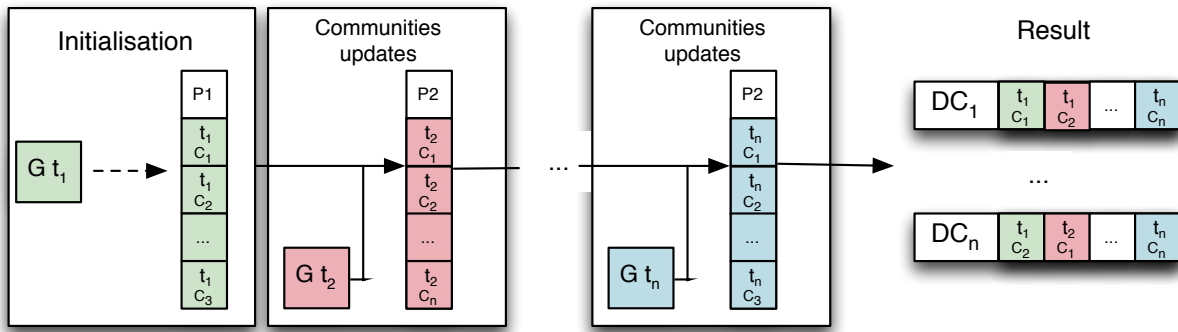 Initialisation
G t1
P1
t1
C1
t1
C2
...
t1
C3
Communities
updates
G t2
P2
t2
C1
t2
C2
...
t2
Cn
...
Communities
updates
G tn
P2
tn
C1
tn
C2
...
tn
C3
Result
DC1 t1 t1 ... tn
C1 C2 Cn
...
DCn t1 t2 ... tn
C2 C1 Cn